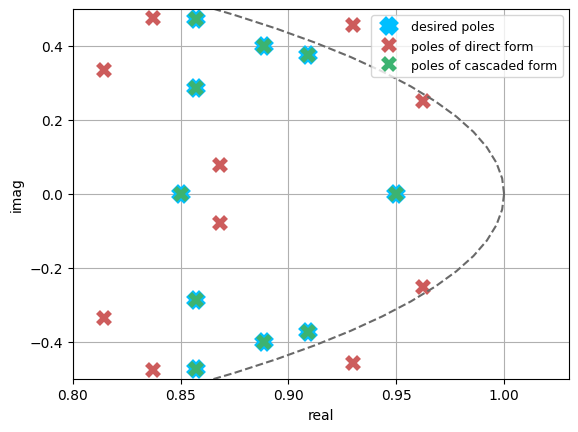 desired poles
poles of direct form
poles of cascaded form
imag
0.4
0.2
0.0
−0.2
−0.4
0.80
0.85
0.90
0.95
1.00
real